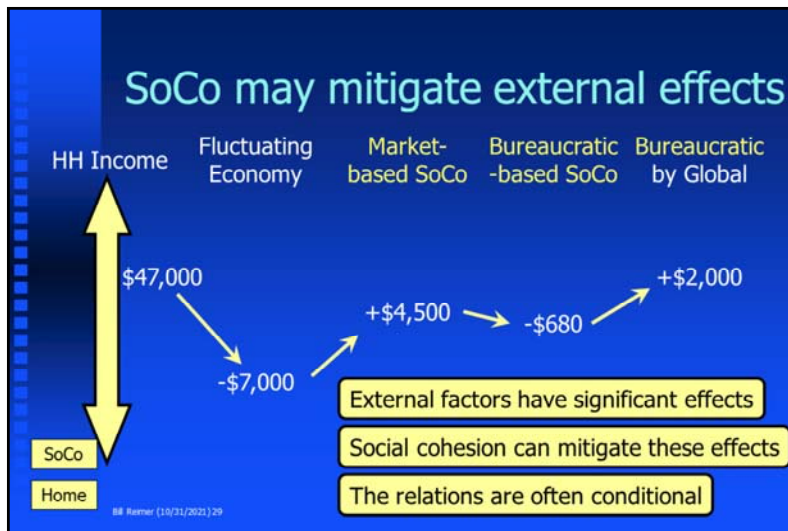 SoCo may mitigate external effects
HH Income
Fluctuating
Economy
Market-
based SoCo
Bureaucratic
-based SoCo
Bureaucratic
by Global
$47,000
-$7,000
+$4,500
-$680
+$2,000
External factors have significant effects
Social cohesion can mitigate these effects
The relations are often conditional
SoCo
Home
Bill Reimer (10/31/2021) 29